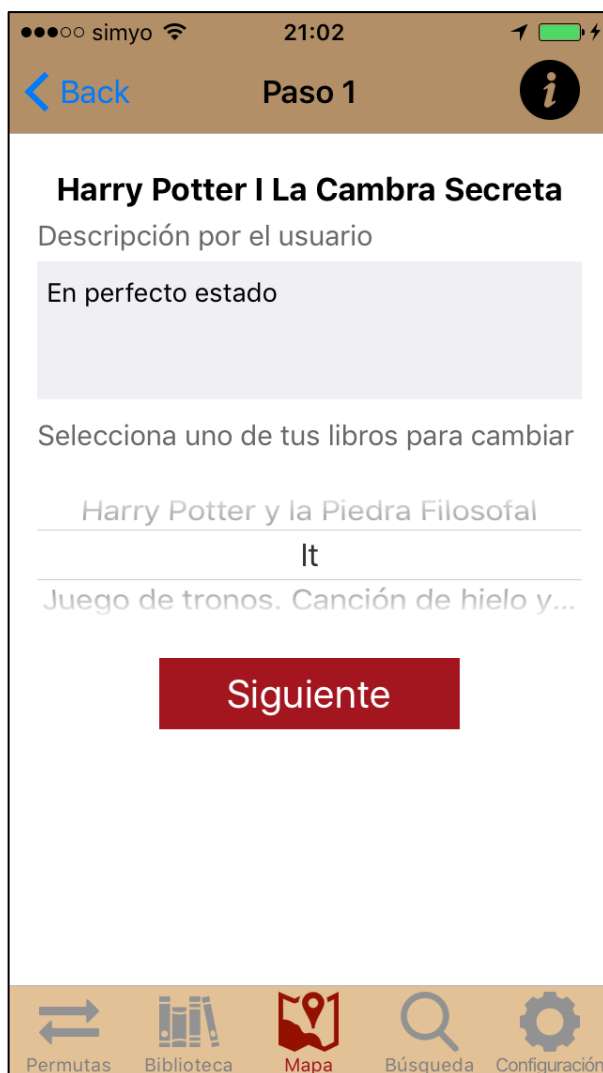 simyo 21:02
Back Paso 1 i
Harry Potter I La Cambra Secreta
Descripción por el usuario
En perfecto estado
Selecciona uno de tus libros para cambiar
Harry Potter y la Piedra Filosofal
It
Juego de tronos. Canción de hielo y...
Siguiente
Permutas Biblioteca Mapa Búsqueda Configuración